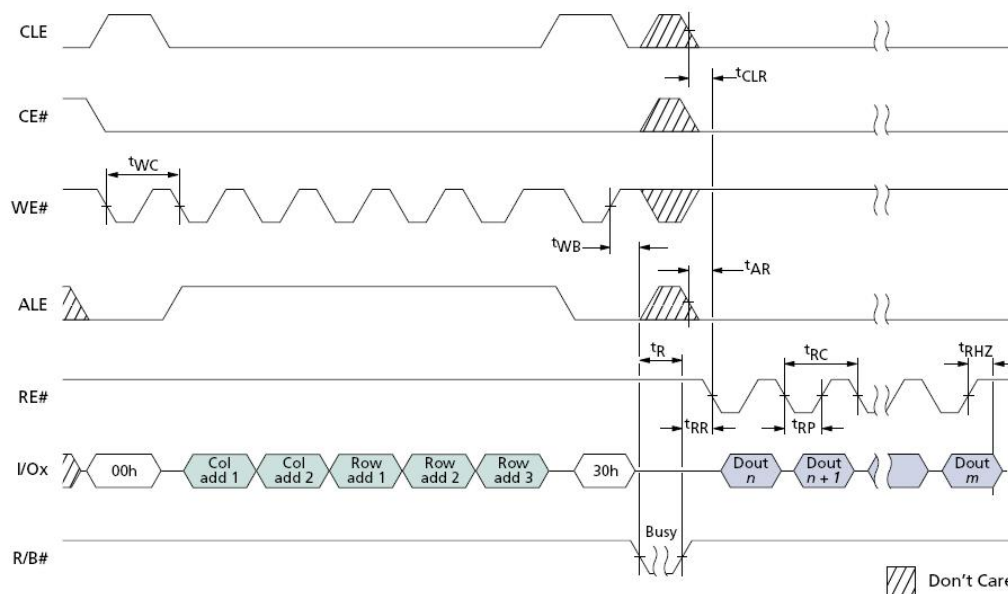 CLE
tCLR
CE#
tWC
WE#
tWB
tAR
ALE
tR
tRC
tRHZ
RE#
tRR
tRP
I/Ox
00h
Col add 1
Col add 2
Row add 1
Row add 2
Row add 3
30h
Dout n
Dout n + 1
Dout m
Busy
R/B#
Don't Care